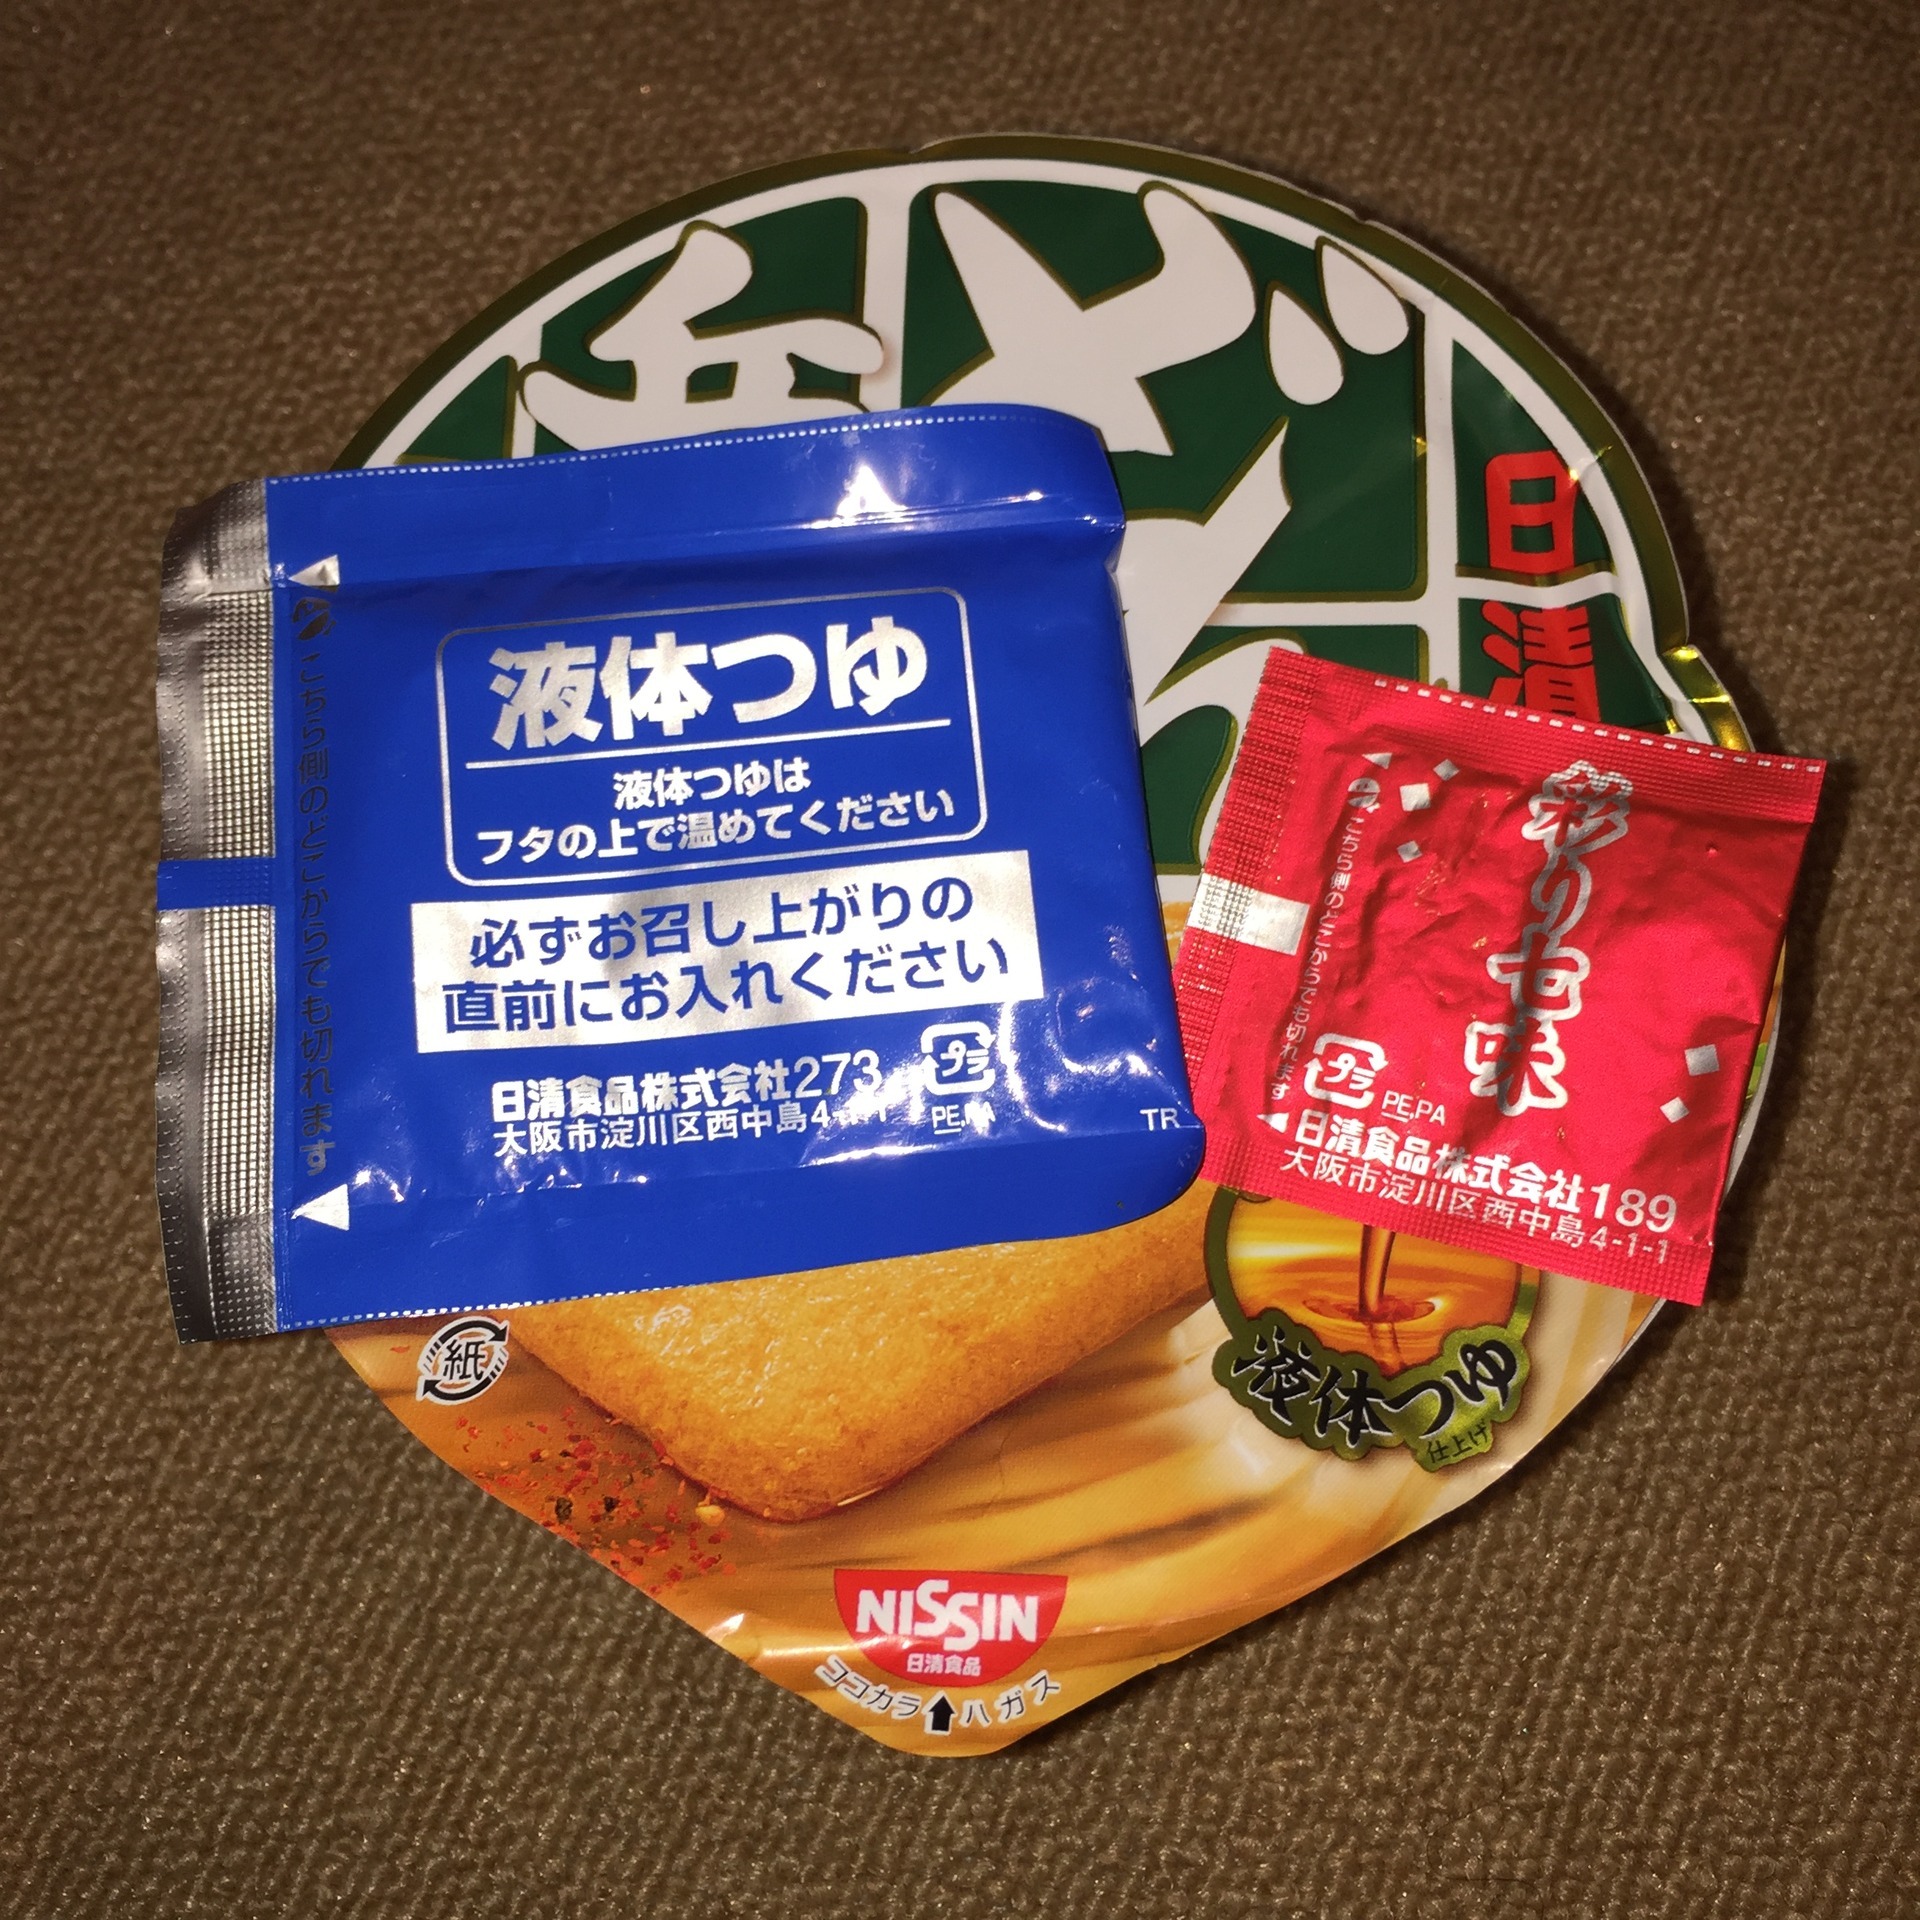 ど
兵
日清
液体つゆ
液体つゆは
フタの上で温めてください
必ずお召し上がりの
直前にお入れください
日清食品株式会社273
大阪市淀川区西中島4-1-1
プラ
PE,PA
TR
こちら側のどこからでも切れます
彩り七味
こちら側のどこからでも切れます
プラ
PE,PA
日清食品株式会社189
大阪市淀川区西中島4-1-1
紙
液体つゆ
仕上げ
NISSIN
日清食品
ココカラ
ハガス